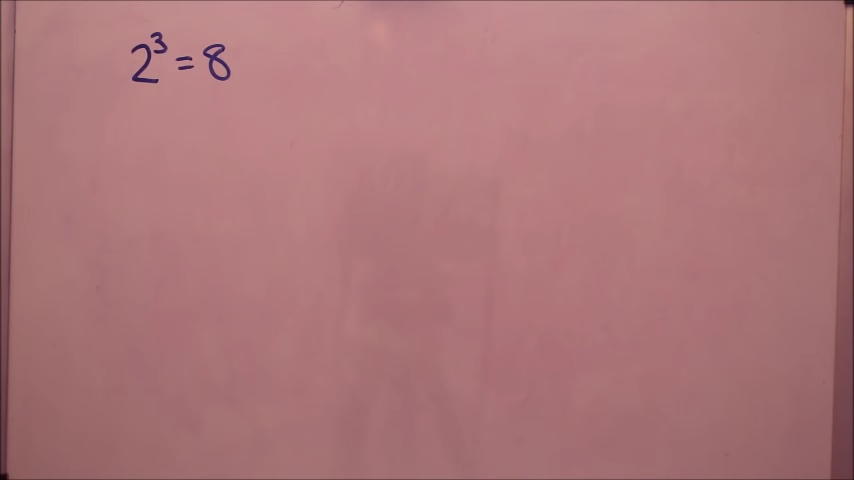 2³ = 8